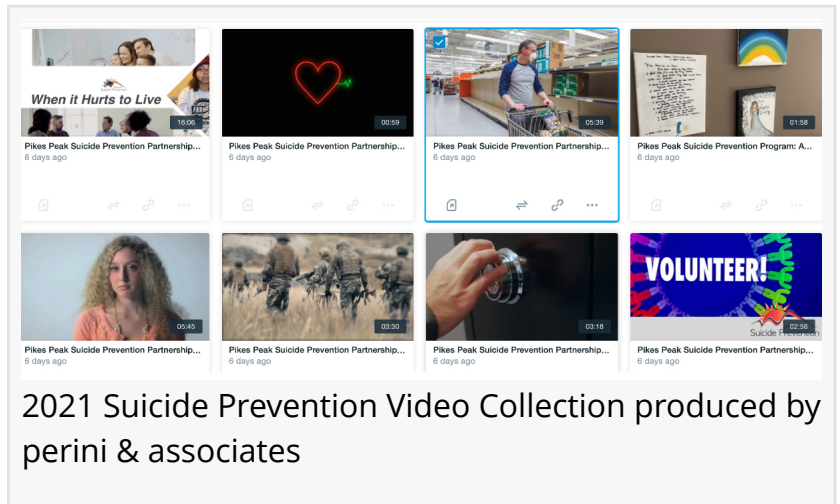 When it Hurts to Live
16:06
00:59
05:39
01:58
Pikes Peak Suicide Prevention Partnership...
6 days ago
Pikes Peak Suicide Prevention Partnership...
6 days ago
Pikes Peak Suicide Prevention Partnership...
6 days ago
Pikes Peak Suicide Prevention Program: A...
6 days ago
05:45
03:30
03:18
VOLUNTEER!
02:56
Pikes Peak Suicide Prevention Partnership...
6 days ago
Pikes Peak Suicide Prevention Partnership...
6 days ago
Pikes Peak Suicide Prevention Partnership...
6 days ago
Suicide Prevention
Pikes Peak Suicide Prevention Partnership...
6 days ago
2021 Suicide Prevention Video Collection produced by
perini & associates